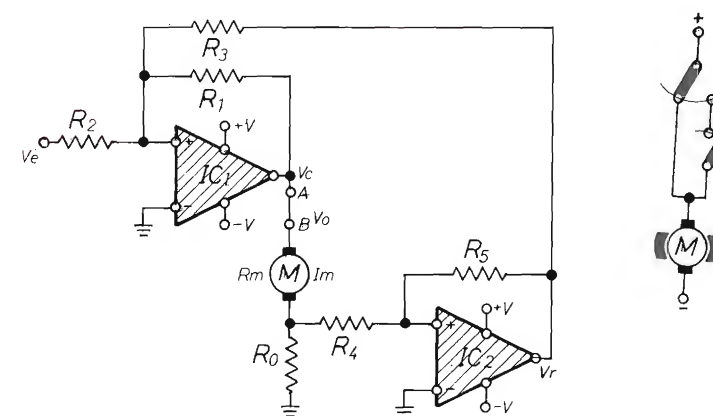 R3
R1
R2
Ve
+
-
+V
-V
IC1
Vc
A
B Vo
Rm M Im
R5
R4
R0
+
-
+V
-V
IC2
Vr
+
M
-